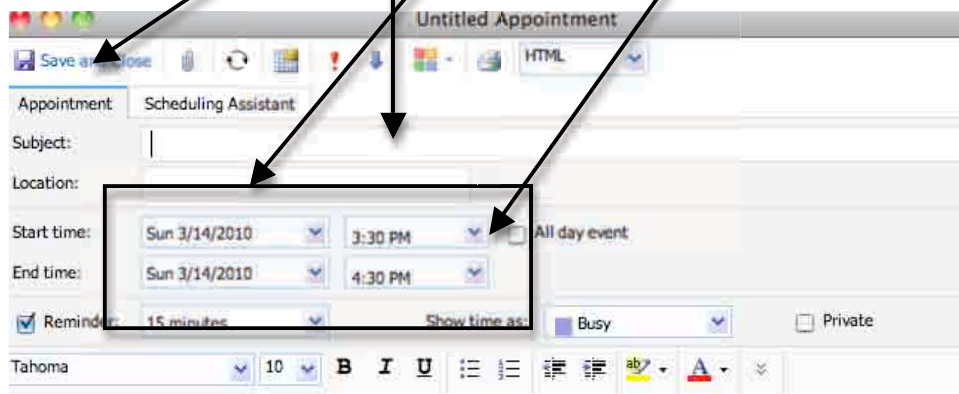 Untitled Appointment
Save and Close HTML
Appointment Scheduling Assistant
Subject:
Location:
Start time: Sun 3/14/2010 3:30 PM All day event
End time: Sun 3/14/2010 4:30 PM
Reminder: 15 minutes Show time as: Busy Private
Tahoma 10 B I U ab A